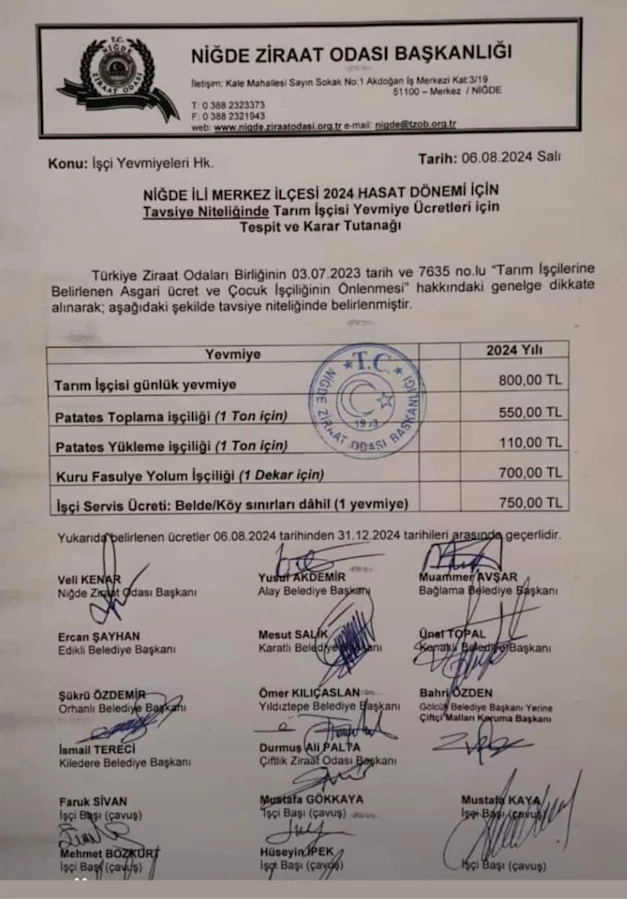 T.C.
NİĞDE
ZİRAAT ODASI
NİĞDE ZİRAAT ODASI BAŞKANLIĞI
İletişim: Kale Mahallesi Sayın Sokak No:1 Akdoğan İş Merkezi Kat:3/19
51100 – Merkez / NİĞDE
T: 0 388 2323373
F: 0 388 2321943
web: www.nigde.ziraatodasi.org.tr e-mail: nigde@tzob.org.tr
Konu: İşçi Yevmiyeleri Hk. Tarih: 06.08.2024 Salı
NİĞDE İLİ MERKEZ İLÇESİ 2024 HASAT DÖNEMİ İÇİN
Tavsiye Niteliğinde Tarım İşçisi Yevmiye Ücretleri için
Tespit ve Karar Tutanağı
Türkiye Ziraat Odaları Birliğinin 03.07.2023 tarih ve 7635 no.lu “Tarım İşçilerine
Belirlenen Asgari ücret ve Çocuk İşçiliğinin Önlenmesi” hakkındaki genelge dikkate
alınarak; aşağıdaki şekilde tavsiye niteliğinde belirlenmiştir.
Yevmiye 2024 Yılı
Tarım İşçisi günlük yevmiye 800,00 TL
Patates Toplama işçiliği (1 Ton için) 550,00 TL
Patates Yükleme işçiliği (1 Ton için) 110,00 TL
Kuru Fasulye Yolum İşçiliği (1 Dekar için) 700,00 TL
İşçi Servis Ücreti: Belde/Köy sınırları dâhil (1 yevmiye) 750,00 TL
T.C.
NİĞDE ZİRAAT ODASI BAŞKANLIĞI
Yukarıda belirlenen ücretler 06.08.2024 tarihinden 31.12.2024 tarihileri arasında geçerlidir.
Veli KENAR Yusuf AKDEMİR Muammer AVŞAR
Niğde Ziraat Odası Başkanı Alay Belediye Başkanı Bağlama Belediye Başkanı
Ercan ŞAYHAN Mesut SALİK Ünal TOPAL
Edikli Belediye Başkanı Karatlı Belediye Başkanı Konaklı Belediye Başkanı
Şükrü ÖZDEMİR Ömer KILIÇASLAN Bahri ÖZDEN
Orhanlı Belediye Başkanı Yıldıztepe Belediye Başkanı Gölcük Belediye Başkanı Yerine
Çiftçi Malları Koruma Başkanı
İsmail TERECİ Durmuş Ali PALTA
Kiledere Belediye Başkanı Çiftlik Ziraat Odası Başkanı
Faruk SİVAN Mustafa GÖKKAYA Mustafa KAYA
İşçi Başı (çavuş) İşçi Başı (çavuş) İşçi Başı (çavuş)
Mehmet BOZKURT Hüseyin İPEK
İşçi Başı (çavuş) İşçi Başı (çavuş) İşçi Başı (çavuş)